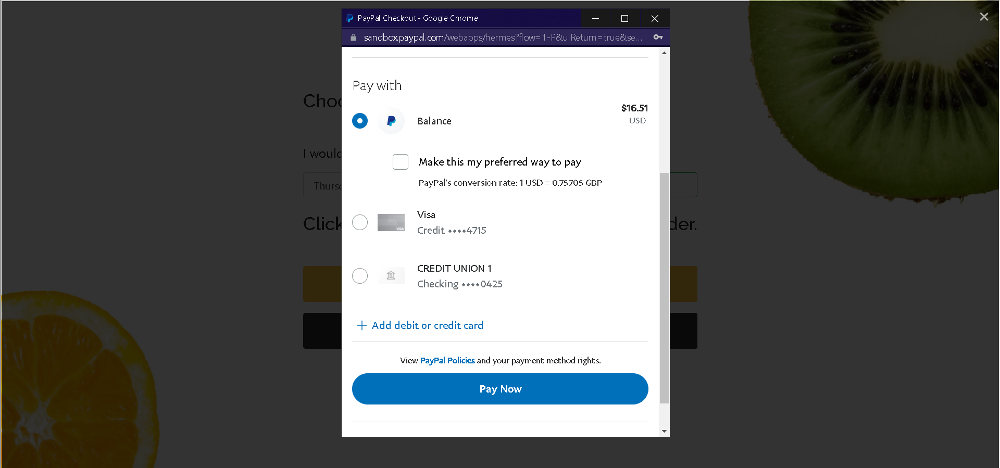 PayPal Checkout - Google Chrome
sandbox.paypal.com/webapps/hermes?flow=1-P&ulReturn=true&se...
Pay with
Balance
$16.51
USD
Make this my preferred way to pay
PayPal's conversion rate: 1 USD = 0.75705 GBP
Visa
VISA
Credit ••••4715
CREDIT UNION 1
Checking ••••0425
+ Add debit or credit card
View PayPal Policies and your payment method rights.
Pay Now
Choo
I would
Thurs
Click
der.